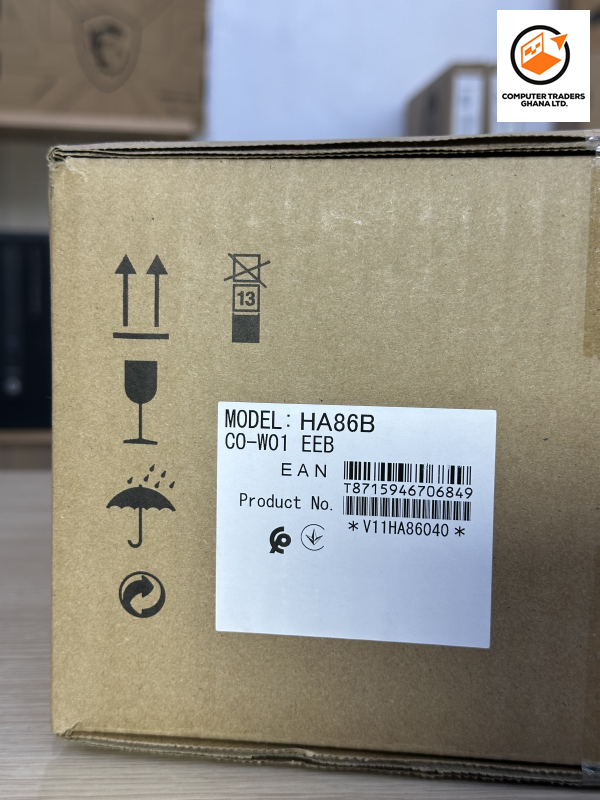 COMPUTER TRADERS
GHANA LTD.
13
MODEL: HA86B
CO-W01 EEB
EAN
T8715946706849
Product No.
*V11HA86040*